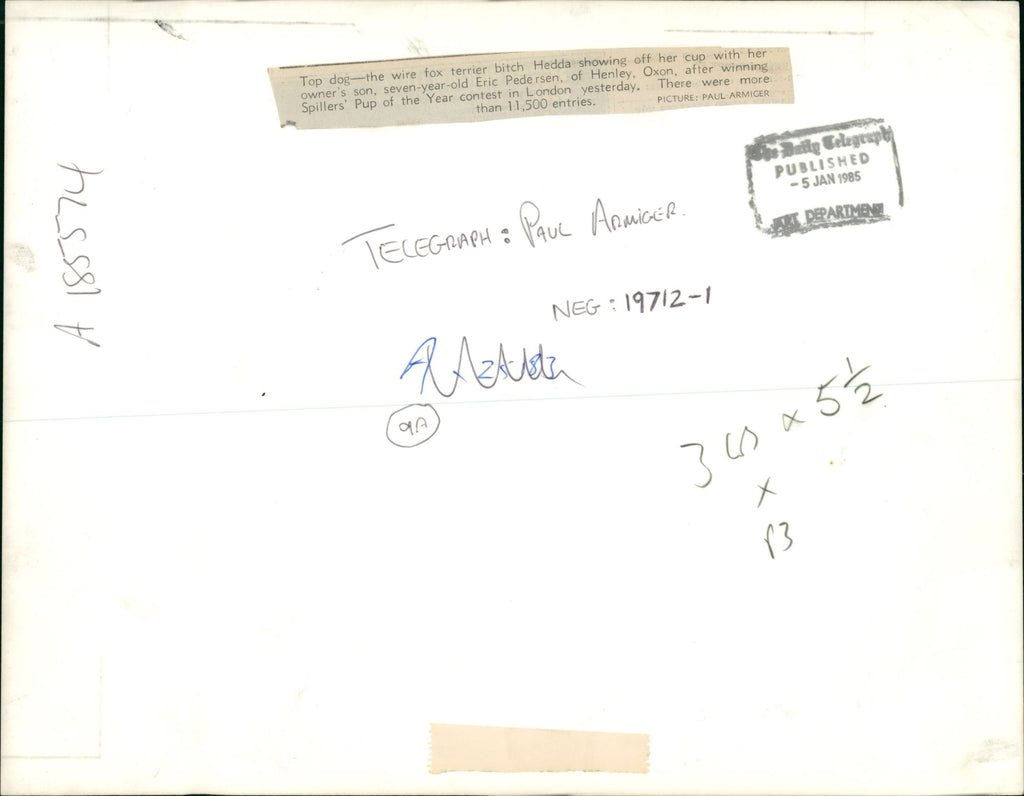 Top dog—the wire fox terrier bitch Hedda showing off her cup with her
owner's son, seven-year-old Eric Pedersen, of Henley, Oxon, after winning
Spillers' Pup of the Year contest in London yesterday. There were more
than 11,500 entries.
PICTURE: PAUL ARMIGER
The Daily Telegraph
PUBLISHED
- 5 JAN 1985
ART DEPARTMENT
A 185574
TELEGRAPH: PAUL ARMIGER.
NEG: 19712-1
9A
3 x 5 1/2
x
P3